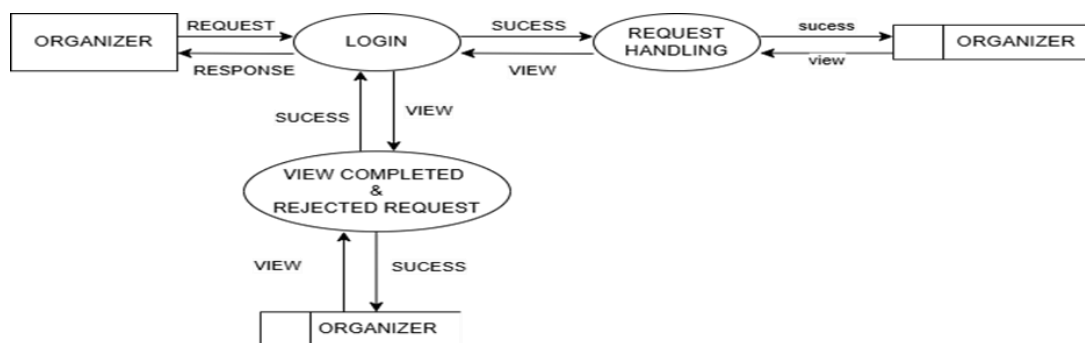 REQUEST
SUCESS
sucess
ORGANIZER
LOGIN
REQUEST
HANDLING
ORGANIZER
RESPONSE
VIEW
view
SUCESS
VIEW
VIEW COMPLETED
&
REJECTED REQUEST
VIEW
SUCESS
ORGANIZER